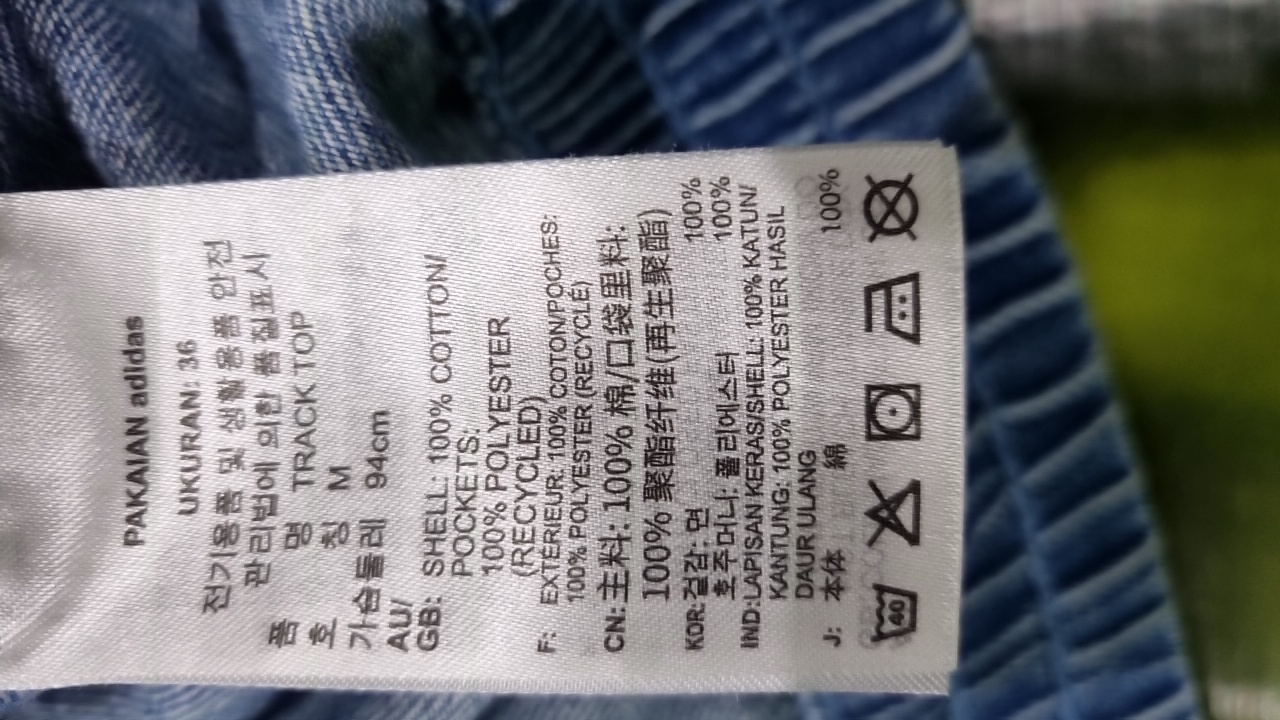 PAKAIAN adidas
UKURAN: 36
전기용품 및 생활용품 안전
관리법에 의한 품질표시
품 명 TRACK TOP
호 칭 M
가슴둘레 94cm
AU/
GB: SHELL: 100% COTTON/
POCKETS:
100% POLYESTER
(RECYCLED)
F: EXTÉRIEUR: 100% COTON/POCHES:
100% POLYESTER (RECYCLÉ)
CN: 主料: 100% 棉/口袋里料:
100% 聚酯纤维(再生聚酯)
KOR: 겉감: 면 100%
호주머니: 폴리에스터 100%
IND:LAPISAN KERAS/SHELL: 100% KATUN/
KANTUNG: 100% POLYESTER HASIL
DAUR ULANG
J: 本体 綿 100%
40